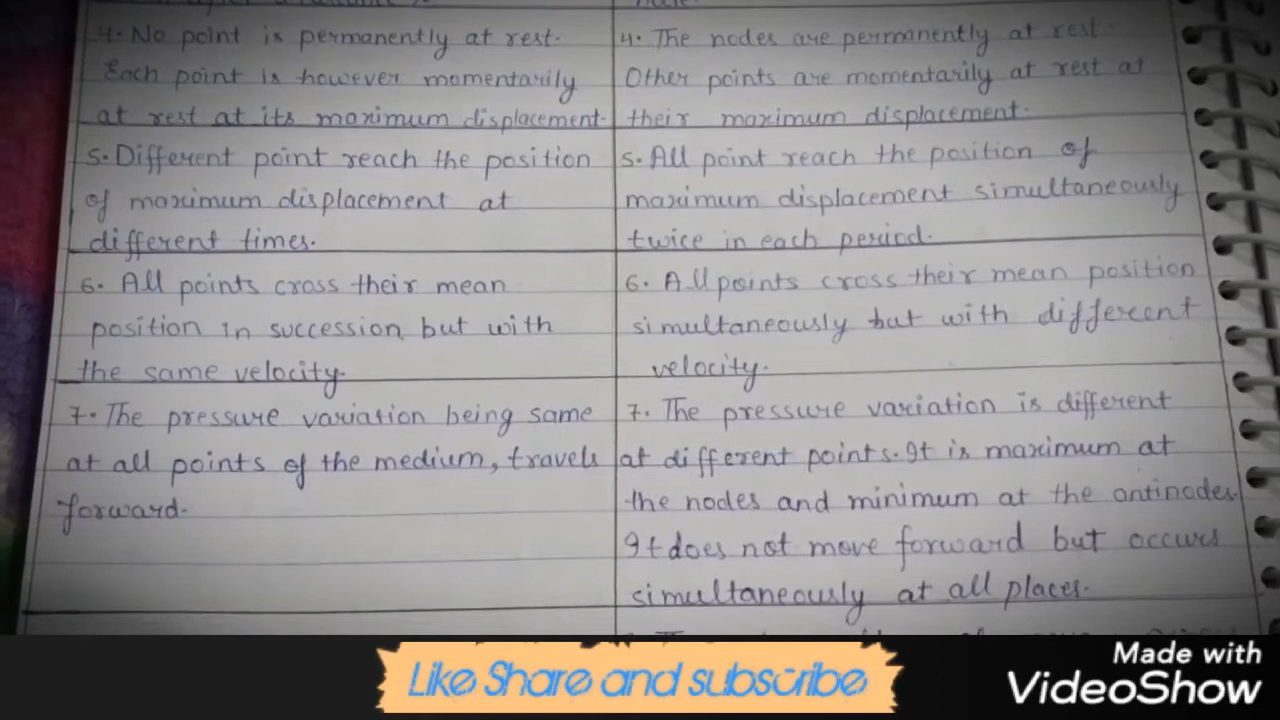 4. No point is permanently at rest.
Each point is however momentarily
at rest at its maximum displacement.
5. Different point reach the position
of maximum displacement at
different times.
6. All points cross their mean
position in succession but with
the same velocity.
7. The pressure variation being same
at all points of the medium, travels
forward.
4. The nodes are permanently at rest.
Other points are momentarily at rest at
their maximum displacement.
5. All point reach the position of
maximum displacement simultaneously
twice in each period.
6. All points cross their mean position
simultaneously but with different
velocity.
7. The pressure variation is different
at different points. It is maximum at
the nodes and minimum at the antinodes.
It does not move forward but occurs
simultaneously at all places.
Like Share and subscribe
Made with
VideoShow